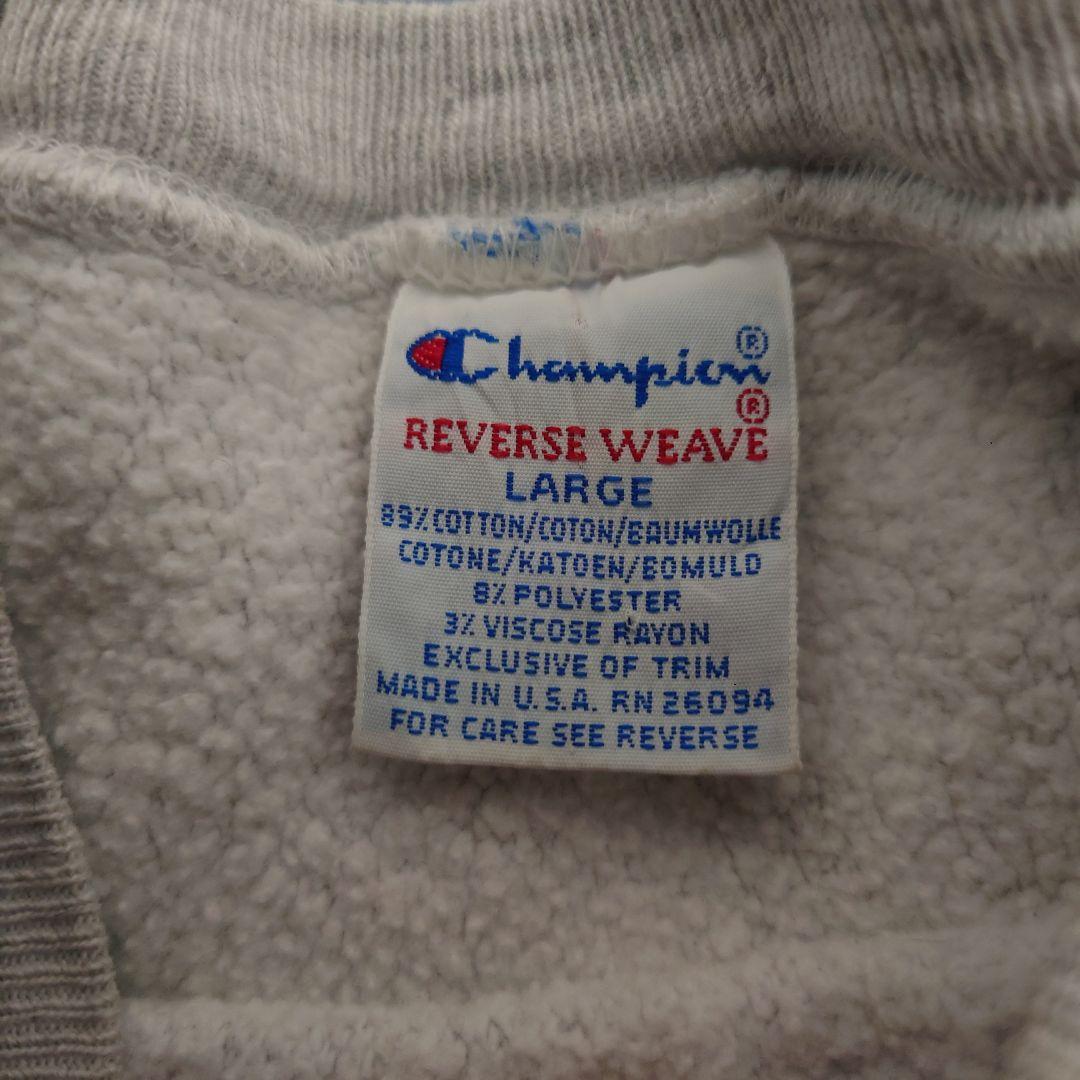 Champion®
REVERSE WEAVE®
LARGE
89% COTTON/COTON/BAUMWOLLE
COTONE/KATOEN/BOMULD
8% POLYESTER
3% VISCOSE RAYON
EXCLUSIVE OF TRIM
MADE IN U.S.A. RN 26094
FOR CARE SEE REVERSE